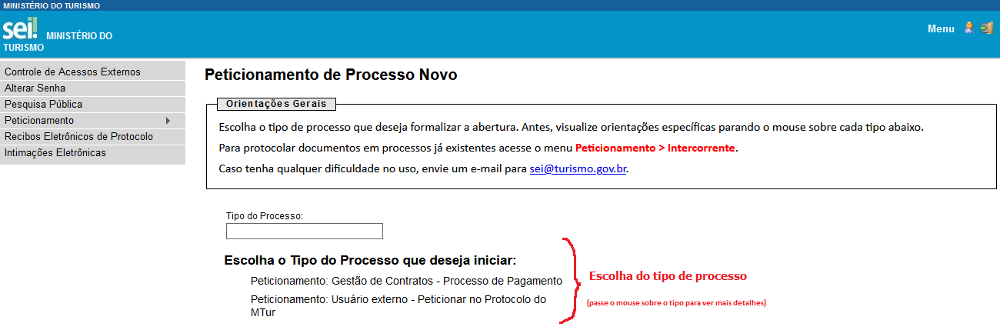 MINISTÉRIO DO TURISMO
sei! MINISTÉRIO DO
TURISMO
Menu
Controle de Acessos Externos
Alterar Senha
Pesquisa Pública
Peticionamento
Recibos Eletrônicos de Protocolo
Intimações Eletrônicas
Peticionamento de Processo Novo
Orientações Gerais
Escolha o tipo de processo que deseja formalizar a abertura. Antes, visualize orientações específicas parando o mouse sobre cada tipo abaixo.
Para protocolar documentos em processos já existentes acesse o menu Peticionamento > Intercorrente.
Caso tenha qualquer dificuldade no uso, envie um e-mail para sei@turismo.gov.br.
Tipo do Processo:
Escolha o Tipo do Processo que deseja iniciar:
Peticionamento: Gestão de Contratos - Processo de Pagamento
Peticionamento: Usuário externo - Peticionar no Protocolo do
MTur
Escolha do tipo de processo
(passe o mouse sobre o tipo para ver mais detalhes)